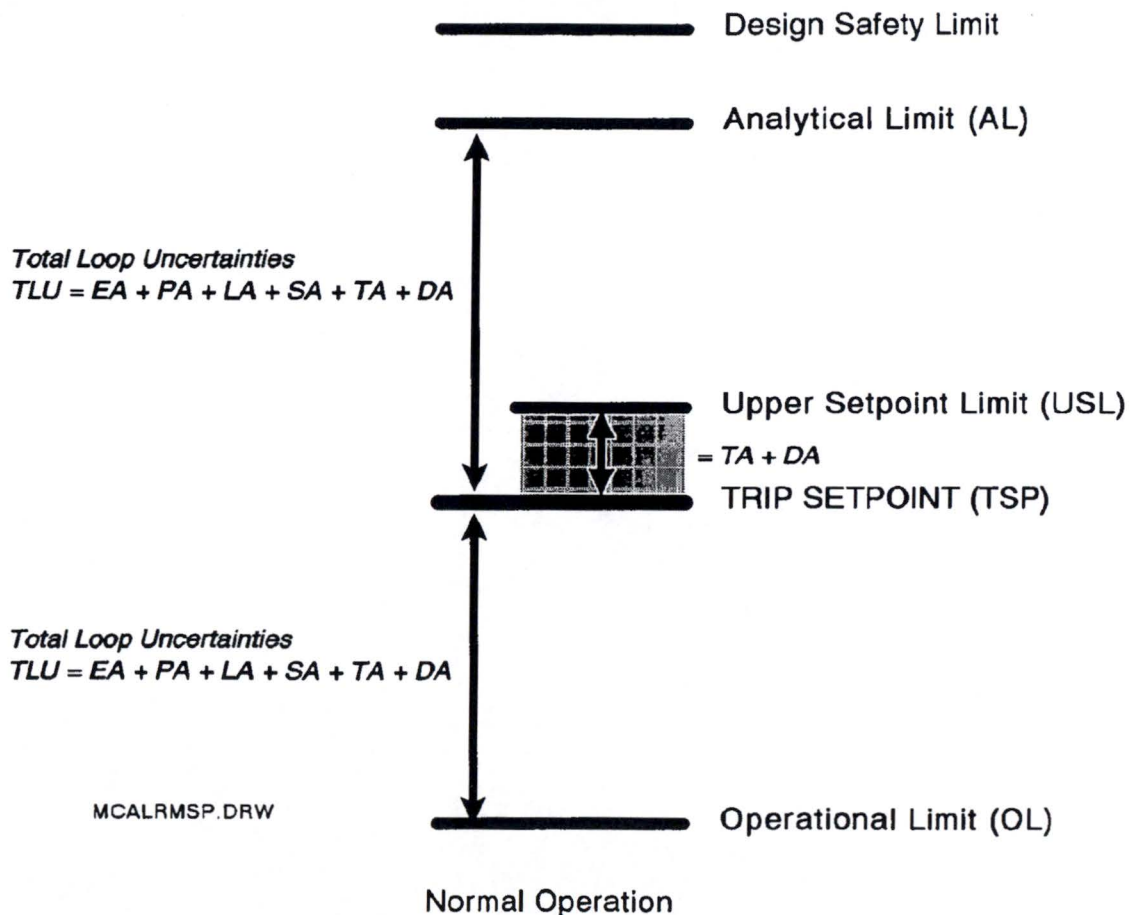 Design Safety Limit
Analytical Limit (AL)
Total Loop Uncertainties
TLU = EA + PA + LA + SA + TA + DA
Upper Setpoint Limit (USL)
= TA + DA
TRIP SETPOINT (TSP)
Total Loop Uncertainties
TLU = EA + PA + LA + SA + TA + DA
MCALRMSP.DRW
Operational Limit (OL)
Normal Operation